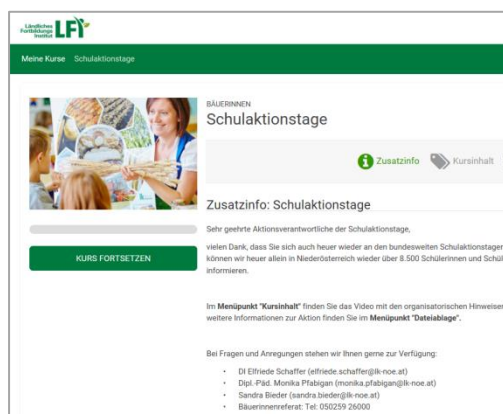 Ländliches
Fortbildungs
Institut
LFI
Meine Kurse Schulaktionstage
BÄUERINNEN
Schulaktionstage
Zusatzinfo Kursinhalt
Zusatzinfo: Schulaktionstage
Sehr geehrte Aktionsverantwortliche der Schulaktionstage,
KURS FORTSETZEN
vielen Dank, dass Sie sich auch heuer wieder an den bundesweiten Schulaktionstagen
können wir heuer allein in Niederösterreich wieder über 8.500 Schülerinnen und Schül
informieren.
Im Menüpunkt "Kursinhalt" finden Sie das Video mit den organisatorischen Hinweisen
weitere Informationen zur Aktion finden Sie im Menüpunkt "Dateiablage".
Bei Fragen und Anregungen stehen wir Ihnen gerne zur Verfügung:
• DI Elfriede Schaffer (elfriede.schaffer@lk-noe.at)
• Dipl.-Päd. Monika Pfabigan (monika.pfabigan@lk-noe.at)
• Sandra Bieder (sandra.bieder@lk-noe.at)
• Bäuerinnenreferat: Tel: 050259 26000